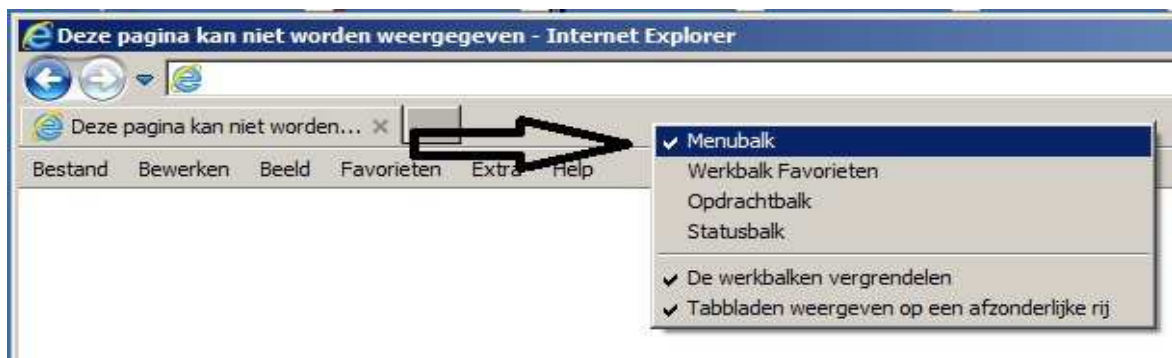 Deze pagina kan niet worden weergegeven - Internet Explorer
Deze pagina kan niet worden...
Bestand Bewerken Beeld Favorieten Extra Help
Menubalk
Werkbalk Favorieten
Opdrachtbalk
Statusbalk
De werkbalken vergrendelen
Tabbladen weergeven op een afzonderlijke rij